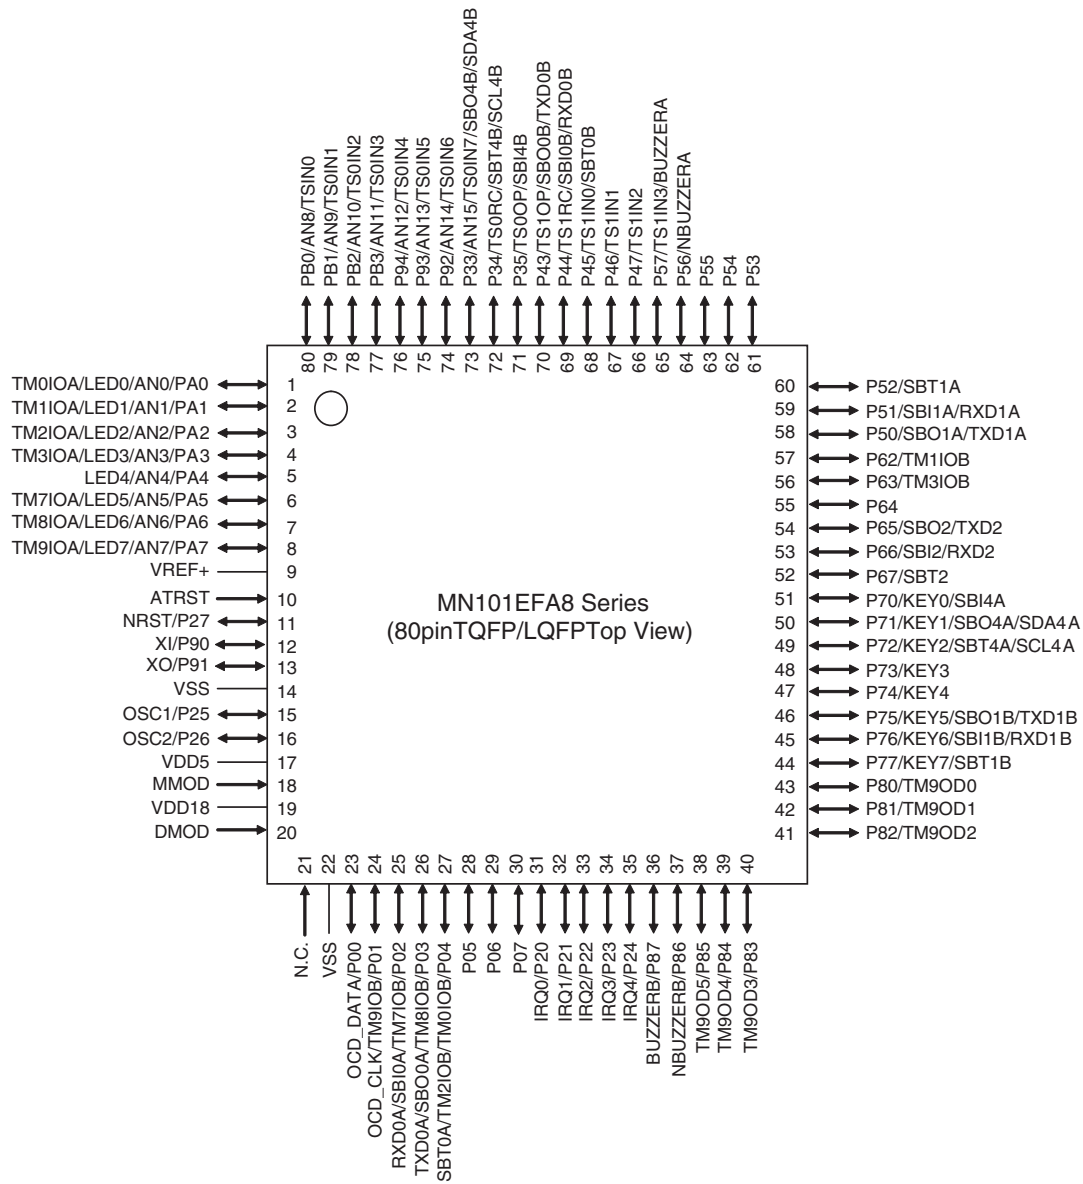 PB0/AN8/TSIN0
PB1/AN9/TS0IN1
PB2/AN10/TS0IN2
PB3/AN11/TS0IN3
P94/AN12/TS0IN4
P93/AN13/TS0IN5
P92/AN14/TS0IN6
P33/AN15/TS0IN7/SBO4B/SDA4B
P34/TS0RC/SBT4B/SCL4B
P35/TS0OP/SBI4B
P43/TS1OP/SBO0B/TXD0B
P44/TS1RC/SBI0B/RXD0B
P45/TS1IN0/SBT0B
P46/TS1IN1
P47/TS1IN2
P57/TS1IN3/BUZZERA
P56/NBUZZERA
P55
P54
P53
80
79
78
77
76
75
74
73
72
71
70
69
68
67
66
65
64
63
62
61
TM0IOA/LED0/AN0/PA0 1
TM1IOA/LED1/AN1/PA1 2
TM2IOA/LED2/AN2/PA2 3
TM3IOA/LED3/AN3/PA3 4
LED4/AN4/PA4 5
TM7IOA/LED5/AN5/PA5 6
TM8IOA/LED6/AN6/PA6 7
TM9IOA/LED7/AN7/PA7 8
VREF+ 9
ATRST 10
NRST/P27 11
XI/P90 12
XO/P91 13
VSS 14
OSC1/P25 15
OSC2/P26 16
VDD5 17
MMOD 18
VDD18 19
DMOD 20
MN101EFA8 Series
(80pinTQFP/LQFPTop View)
60 P52/SBT1A
59 P51/SBI1A/RXD1A
58 P50/SBO1A/TXD1A
57 P62/TM1IOB
56 P63/TM3IOB
55 P64
54 P65/SBO2/TXD2
53 P66/SBI2/RXD2
52 P67/SBT2
51 P70/KEY0/SBI4A
50 P71/KEY1/SBO4A/SDA4A
49 P72/KEY2/SBT4A/SCL4A
48 P73/KEY3
47 P74/KEY4
46 P75/KEY5/SBO1B/TXD1B
45 P76/KEY6/SBI1B/RXD1B
44 P77/KEY7/SBT1B
43 P80/TM9OD0
42 P81/TM9OD1
41 P82/TM9OD2
21
22
23
24
25
26
27
28
29
30
31
32
33
34
35
36
37
38
39
40
N.C.
VSS
OCD_DATA/P00
OCD_CLK/TM9IOB/P01
RXD0A/SBI0A/TM7IOB/P02
TXD0A/SBO0A/TM8IOB/P03
SBT0A/TM2IOB/TM0IOB/P04
P05
P06
P07
IRQ0/P20
IRQ1/P21
IRQ2/P22
IRQ3/P23
IRQ4/P24
BUZZERB/P87
NBUZZERB/P86
TM9OD5/P85
TM9OD4/P84
TM9OD3/P83